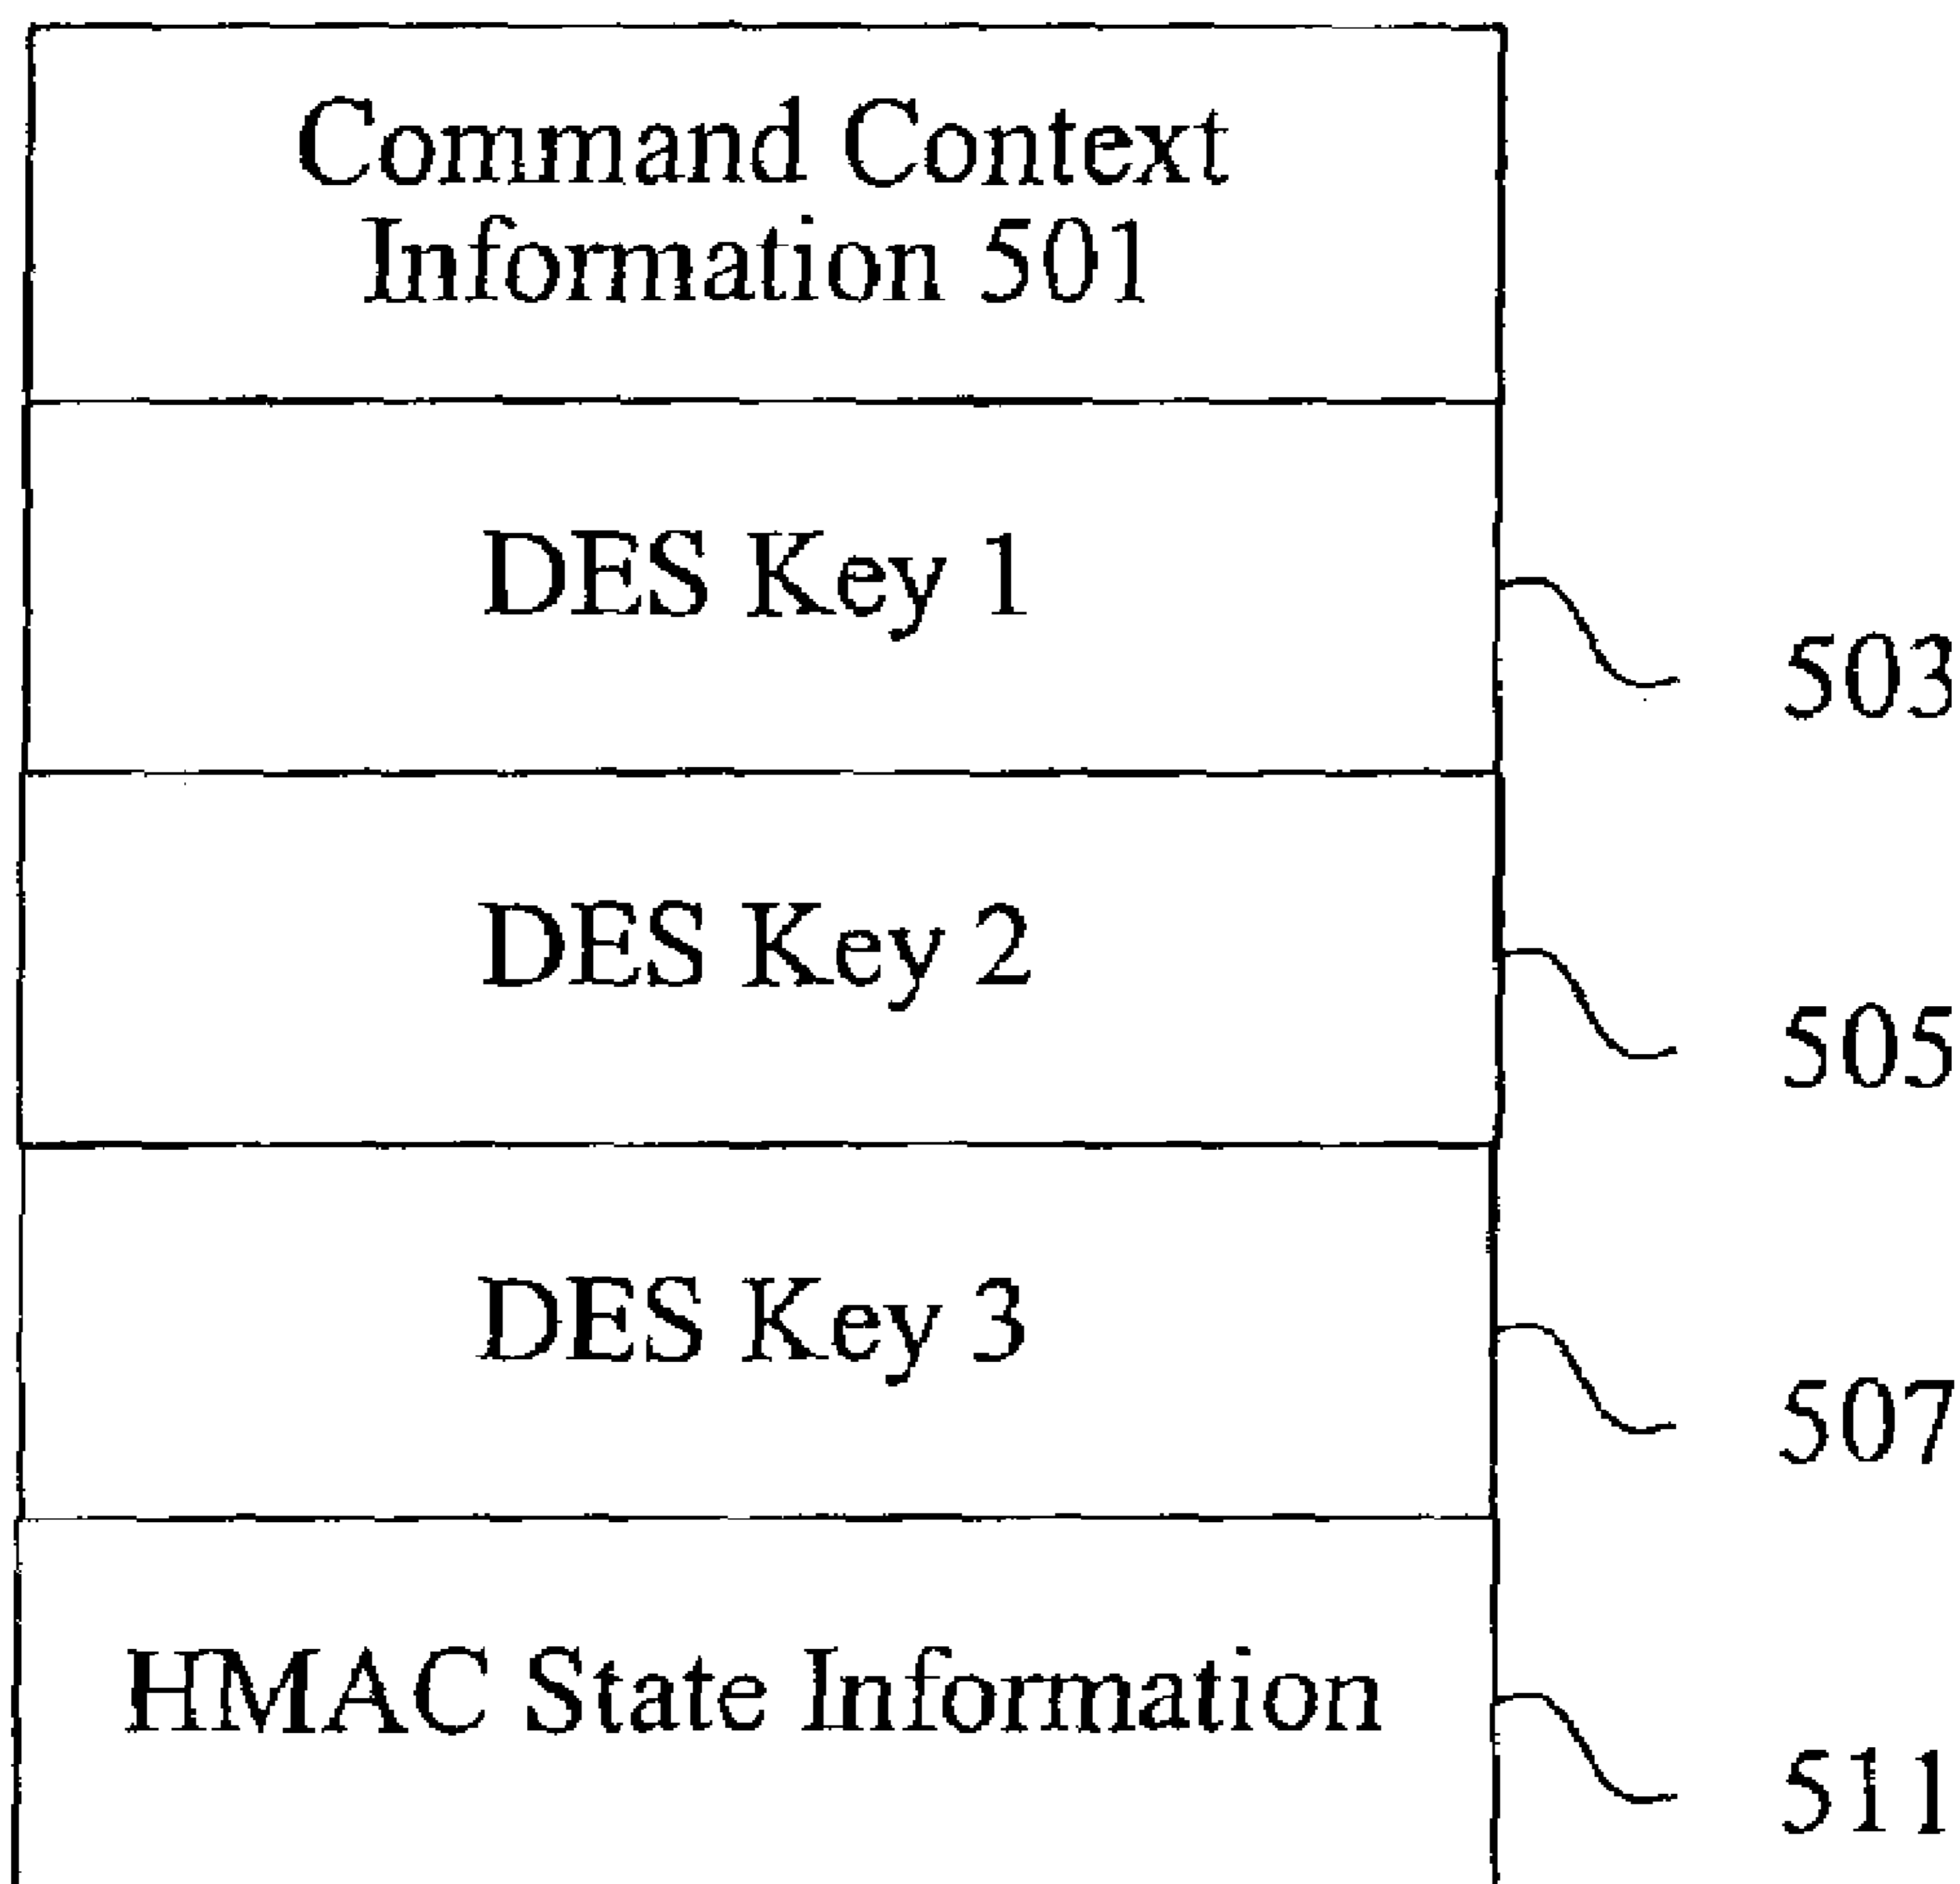 Command Context
Information 501
DES Key 1
503
DES Key 2
505
DES Key 3
507
HMAC State Information
511